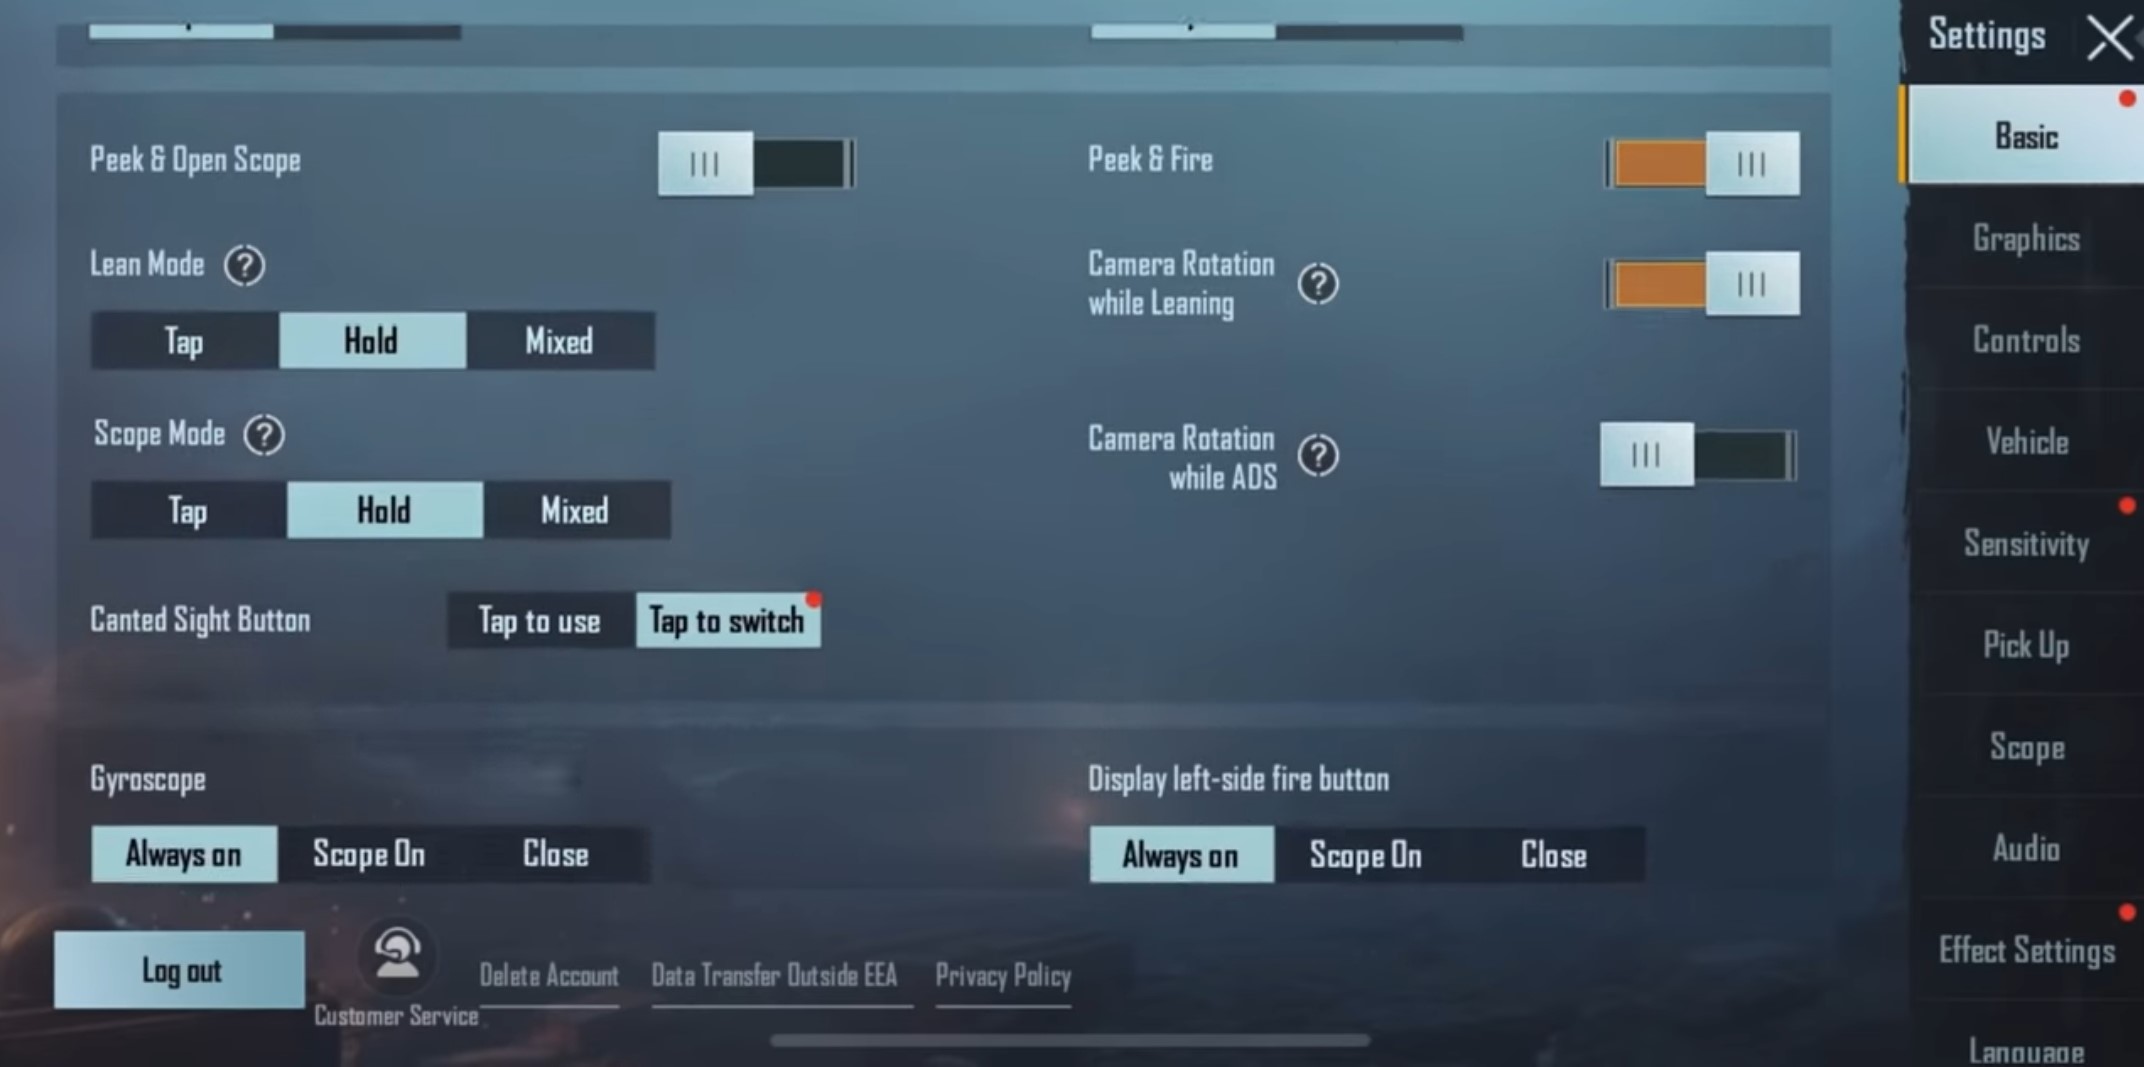 Settings
Basic
Peek & Open Scope
Peek & Fire
Graphics
Lean Mode ?
Camera Rotation
while Leaning ?
Tap Hold Mixed
Controls
Scope Mode ?
Camera Rotation
while ADS ?
Vehicle
Tap Hold Mixed
Sensitivity
Canted Sight Button Tap to use Tap to switch
Pick Up
Scope
Gyroscope
Display left-side fire button
Always on Scope On Close
Always on Scope On Close
Audio
Log out
Customer Service
Delete Account
Data Transfer Outside EEA
Privacy Policy
Effect Settings
Language